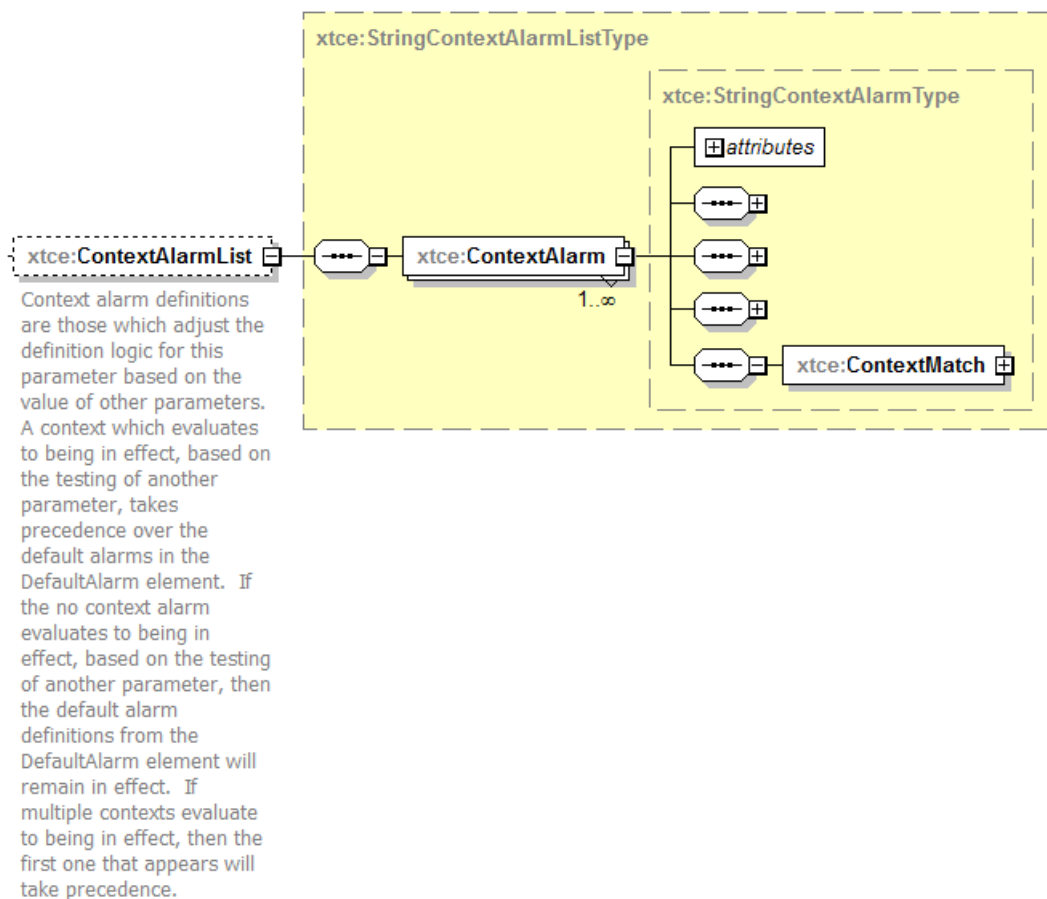 xtce:StringContextAlarmListType
xtce:StringContextAlarmType
attributes
xtce:ContextAlarmList
xtce:ContextAlarm
1..∞
xtce:ContextMatch
Context alarm definitions
are those which adjust the
definition logic for this
parameter based on the
value of other parameters.
A context which evaluates
to being in effect, based on
the testing of another
parameter, takes
precedence over the
default alarms in the
DefaultAlarm element.  If
the no context alarm
evaluates to being in
effect, based on the testing
of another parameter, then
the default alarm
definitions from the
DefaultAlarm element will
remain in effect.  If
multiple contexts evaluate
to being in effect, then the
first one that appears will
take precedence.